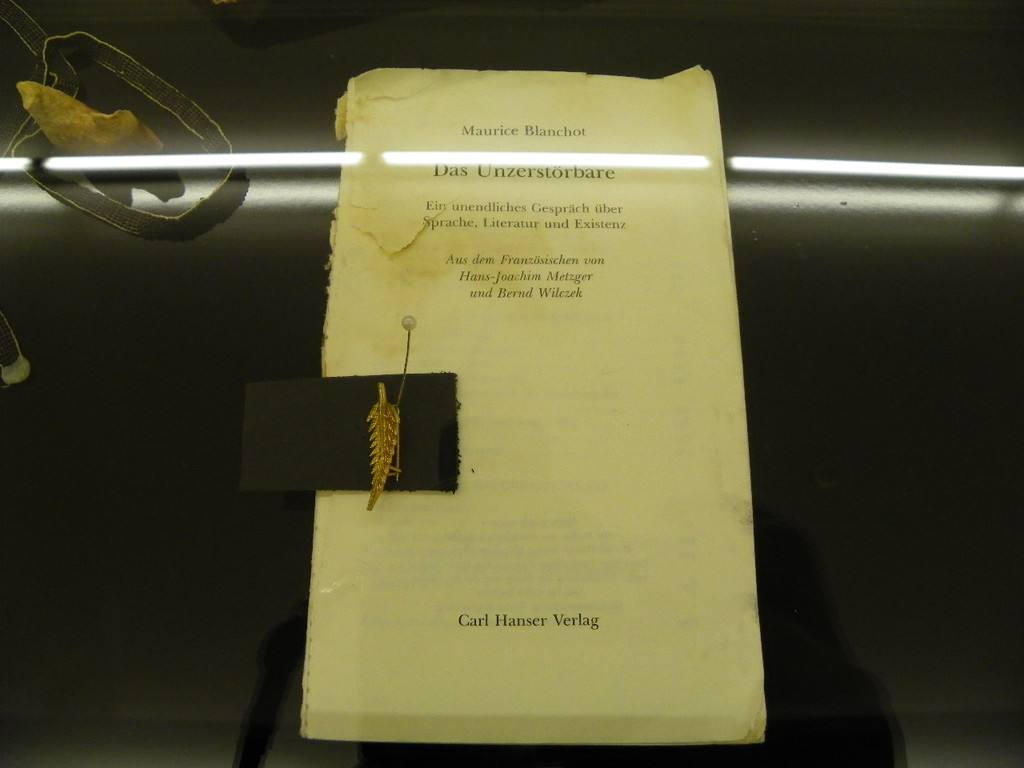 Maurice Blanchot
Das Unzerstörbare
Ein unendliches Gespräch über
Sprache, Literatur und Existenz
Aus dem Französischen von
Hans-Joachim Metzger
und Bernd Wilczek
Carl Hanser Verlag